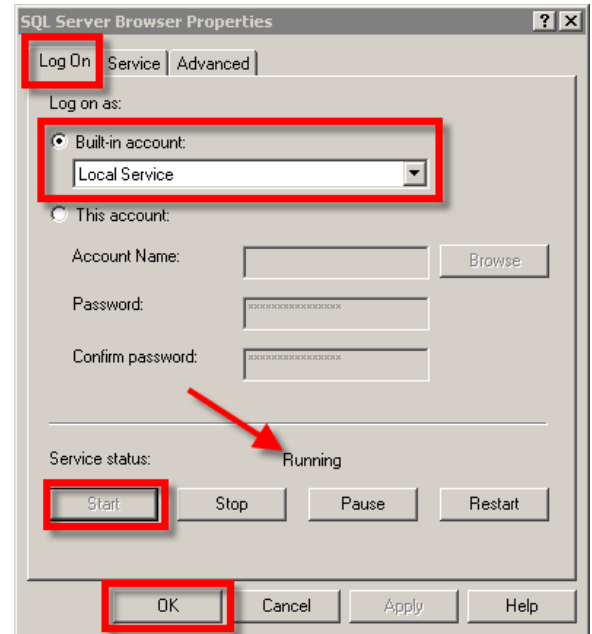 SQL Server Browser Properties ? X
Log On Service Advanced
Log on as:
Built-in account:
Local Service
This account:
Account Name: Browse
Password: ***************
Confirm password: ***************
Service status: Running
Start Stop Pause Restart
OK Cancel Apply Help